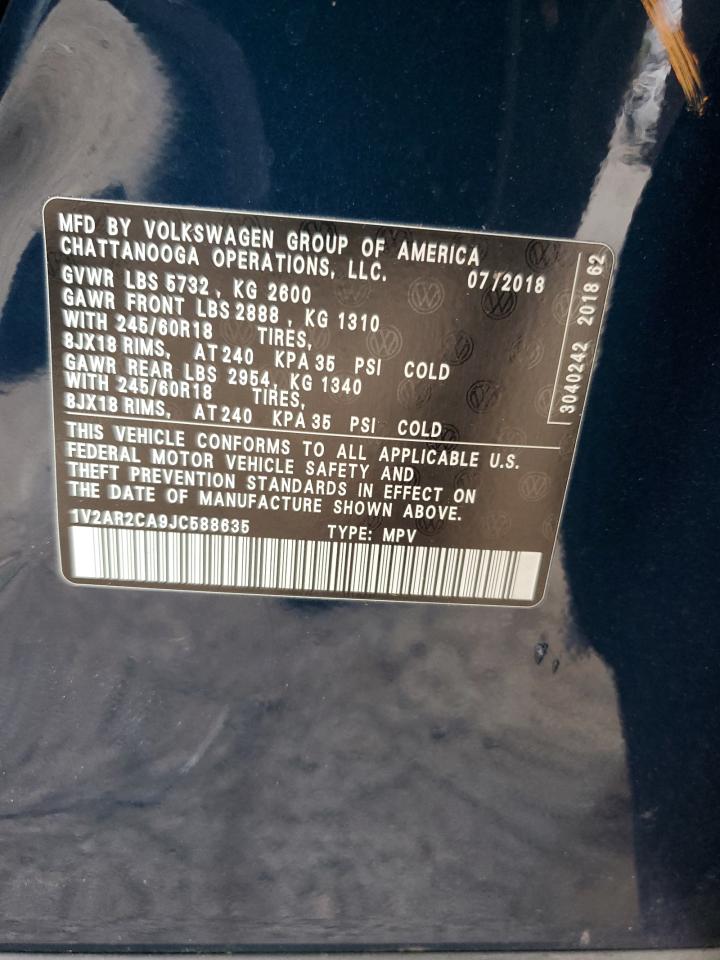 MFD BY VOLKSWAGEN GROUP OF AMERICA
CHATTANOOGA OPERATIONS, LLC.
07/2018
GVWR LBS 5732 , KG 2600
GAWR FRONT LBS 2888 , KG 1310
WITH 245/60R18 TIRES,
8JX18 RIMS, AT 240 KPA 35 PSI COLD
GAWR REAR LBS 2954, KG 1340
WITH 245/60R18 TIRES,
8JX18 RIMS, AT 240 KPA 35 PSI COLD
THIS VEHICLE CONFORMS TO ALL APPLICABLE U.S.
FEDERAL MOTOR VEHICLE SAFETY AND
THEFT PREVENTION STANDARDS IN EFFECT ON
THE DATE OF MANUFACTURE SHOWN ABOVE.
1V2AR2CA9JC588635 TYPE: MPV
3040242 2018 62